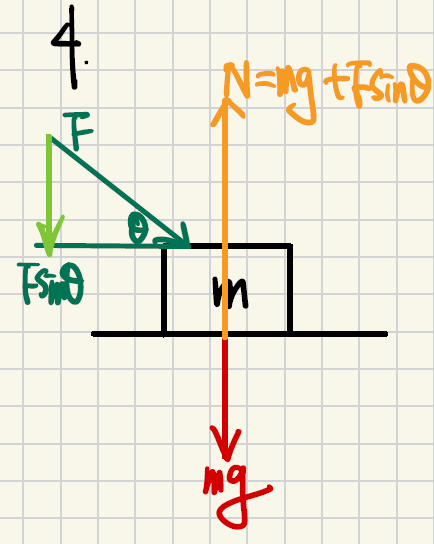 4.
N=mg+Fsinθ
F
θ
Fsinθ
m
mg